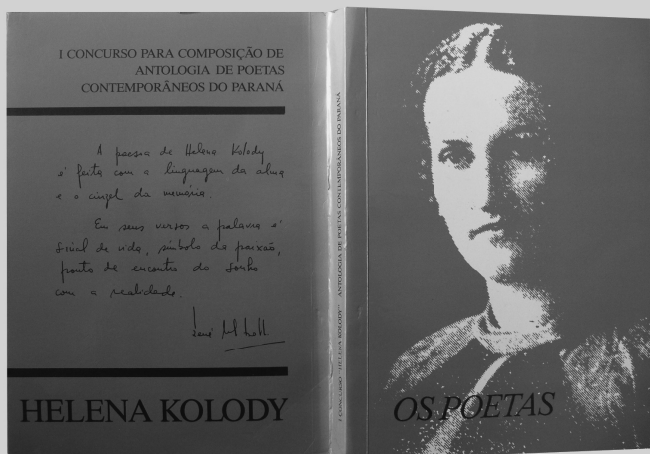 I CONCURSO PARA COMPOSIÇÃO DE
ANTOLOGIA DE POETAS
CONTEMPORÂNEOS DO PARANÁ
A poesia de Helena Kolody
é feita com a linguagem da alma
e o cinzel da memória.
Em seus versos a palavra é
sinal de vida, símbolo da paixão,
ponto de encontro do sonho
com a realidade.
HELENA KOLODY
I CONCURSO "HELENA KOLODY" ANTOLOGIA DE POETAS CONTEMPORÂNEOS DO PARANÁ
OS POETAS